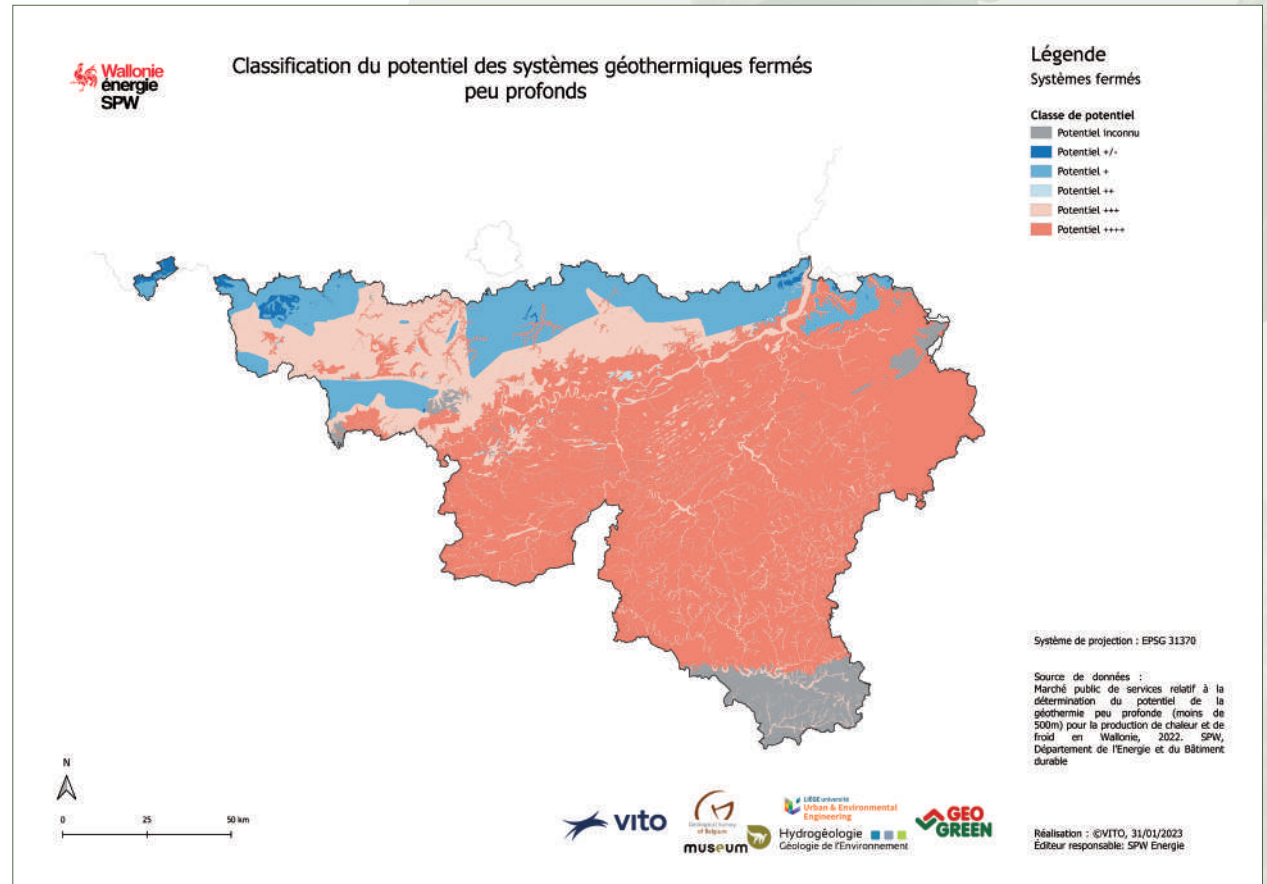 Wallonie
énergie
SPW
Classification du potentiel des systèmes géothermiques fermés
peu profonds
Légende
Systèmes fermés
Classe de potentiel
Potentiel inconnu
Potentiel +/-
Potentiel +
Potentiel ++
Potentiel +++
Potentiel ++++
Système de projection : EPSG 31370
Source de données :
Marché public de services relatif à la
détermination du potentiel de la
géothermie peu profonde (moins de
500m) pour la production de chaleur et de
froid en Wallonie, 2022. SPW,
Département de l'Energie et du Bâtiment
durable
N
0 25 50 km
vito
Geological Survey
of Belgium
museum
LIÈGE université
Urban & Environmental
Engineering
Hydrogéologie
Géologie de l'Environnement
GEO
GREEN
Réalisation : ©VITO, 31/01/2023
Éditeur responsable: SPW Energie